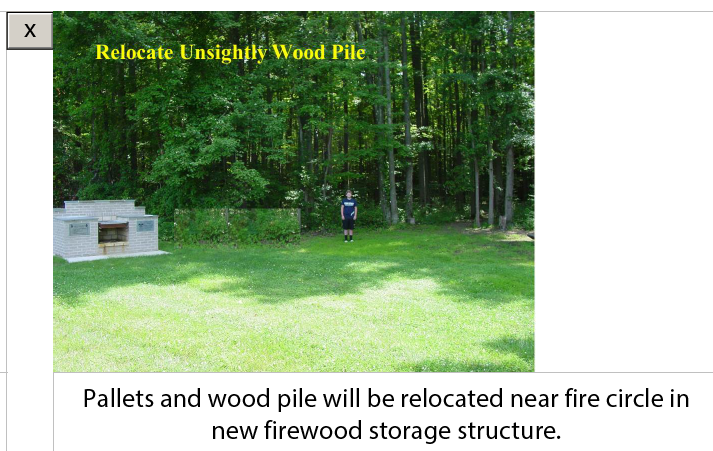 X
Relocate Unsightly Wood Pile
Pallets and wood pile will be relocated near fire circle in
new firewood storage structure.